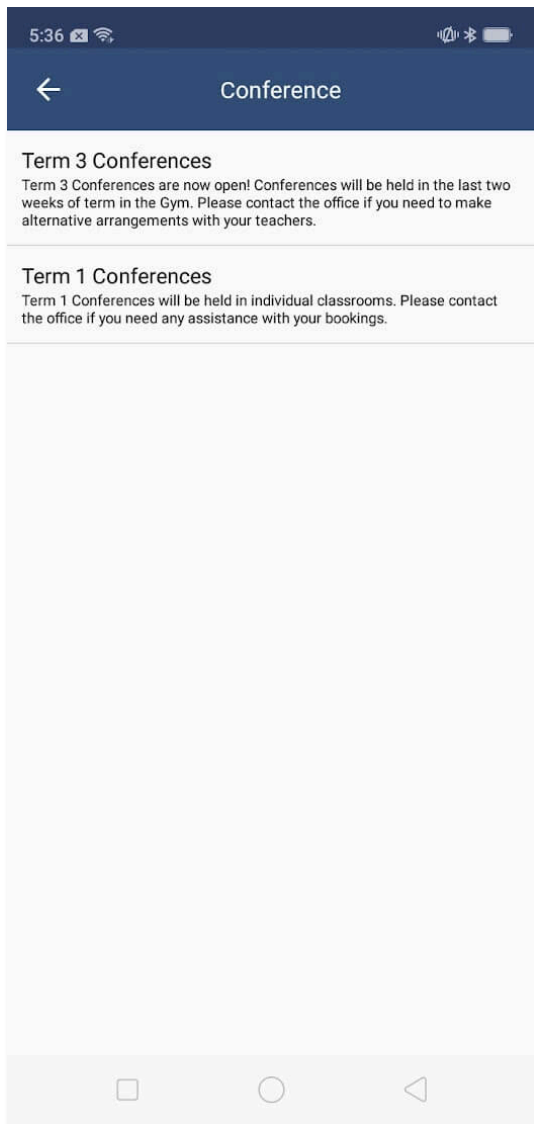 5:36
Conference
Term 3 Conferences
Term 3 Conferences are now open! Conferences will be held in the last two
weeks of term in the Gym. Please contact the office if you need to make
alternative arrangements with your teachers.
Term 1 Conferences
Term 1 Conferences will be held in individual classrooms. Please contact
the office if you need any assistance with your bookings.